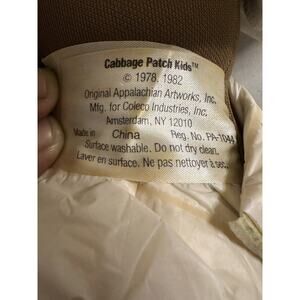 Cabbage Patch Kids™
© 1978, 1982
Original Appalachian Artworks, Inc.
Mfg. for Coleco Industries, Inc.
Amsterdam, NY 12010
Made in China Reg. No. PA-1044
Surface washable. Do not dry clean.
Laver en surface. Ne pas nettoyer à sec.